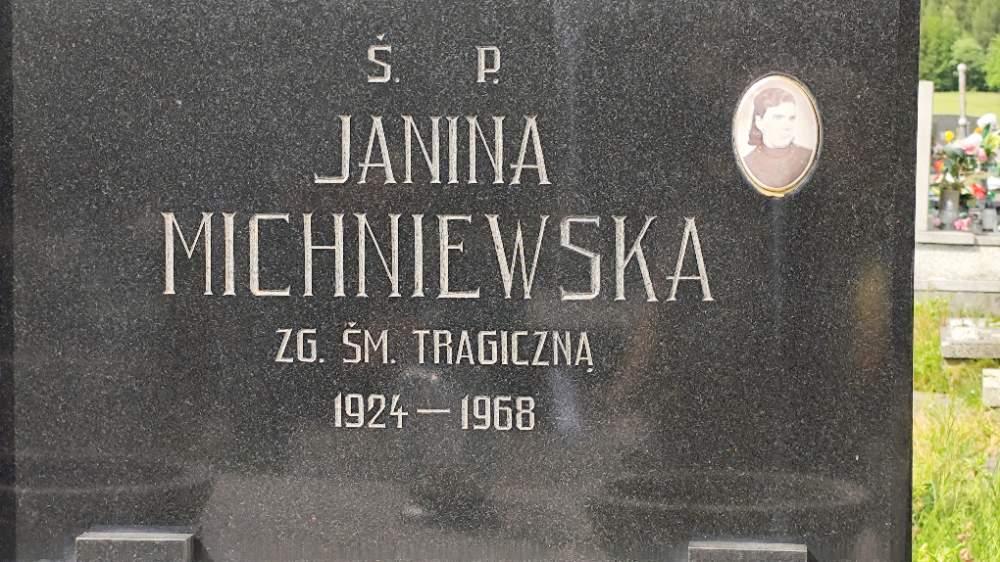 Ś. P.
JANINA
MICHNIEWSKA
ZG. ŚM. TRAGICZNĄ
1924 — 1968